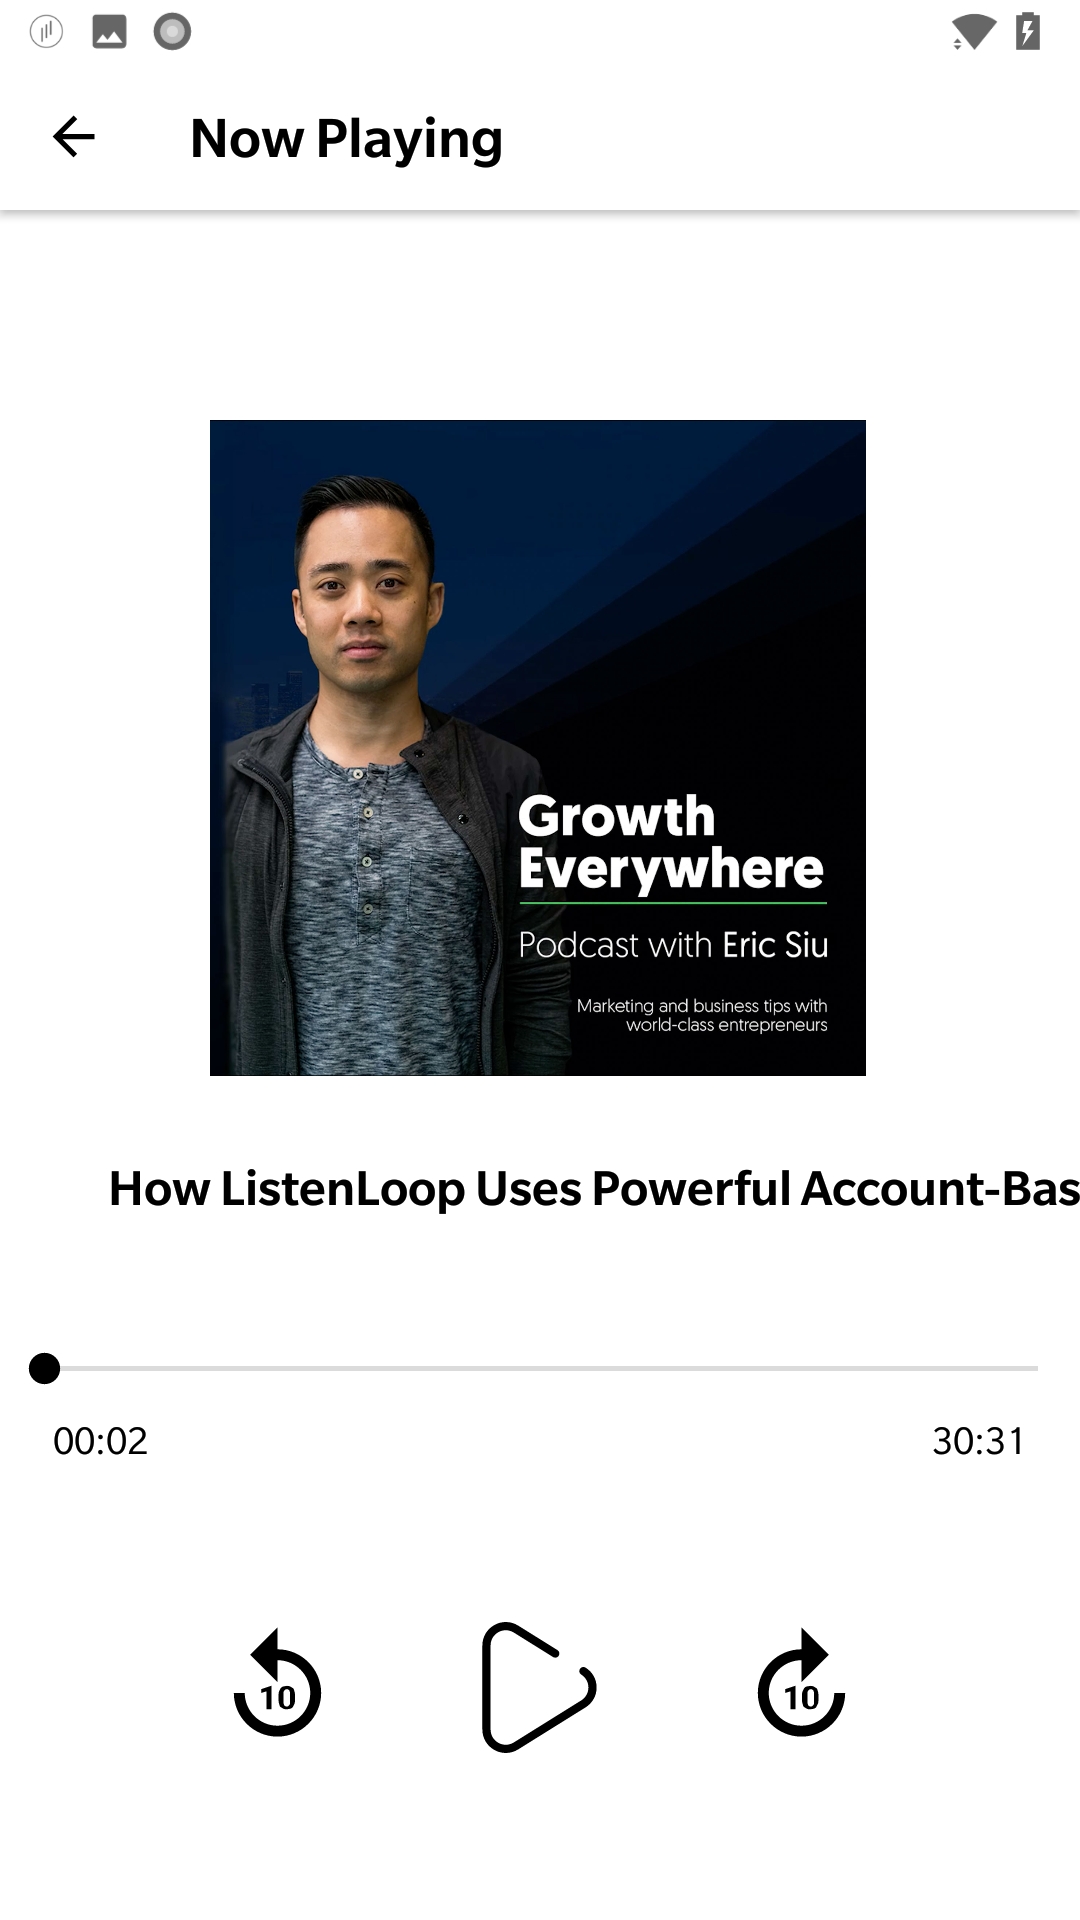 Now Playing
Growth
Everywhere
Podcast with Eric Siu
Marketing and business tips with
world-class entrepreneurs
How ListenLoop Uses Powerful Account-Bas
00:02
30:31
10
10